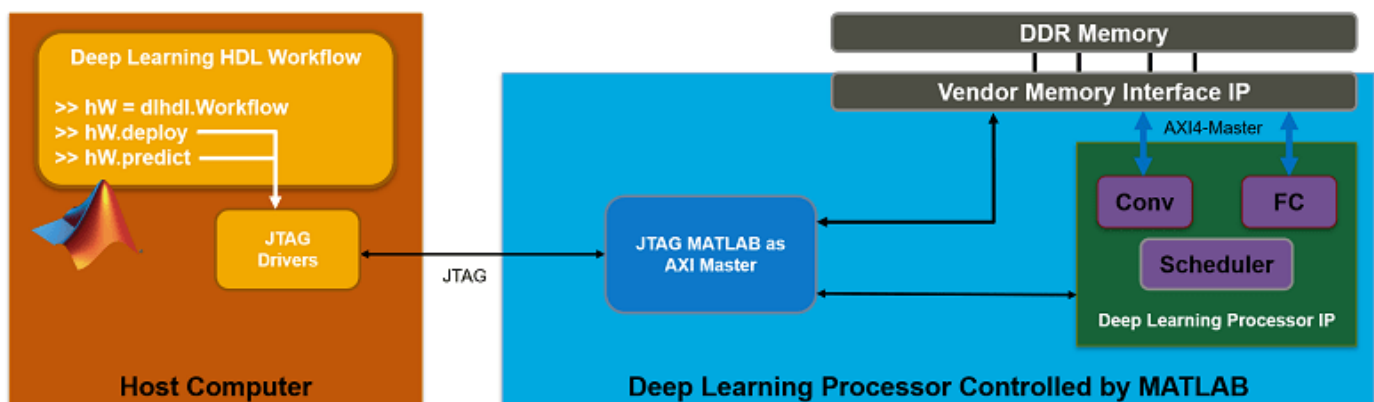 Deep Learning HDL Workflow
>> hW = dlhdl.Workflow
>> hW.deploy
>> hW.predict
JTAG
Drivers
Host Computer
JTAG
DDR Memory
Vendor Memory Interface IP
AXI4-Master
JTAG MATLAB as
AXI Master
Conv
FC
Scheduler
Deep Learning Processor IP
Deep Learning Processor Controlled by MATLAB